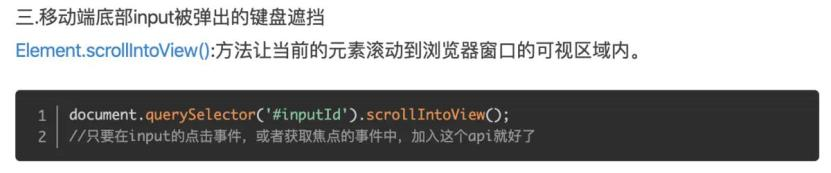 三.移动端底部input被弹出的键盘遮挡
Element.scrollIntoView():方法让当前的元素滚动到浏览器窗口的可视区域内。
1 document.querySelector('#inputId').scrollIntoView();
2 //只要在input的点击事件，或者获取焦点的事件中，加入这个api就好了